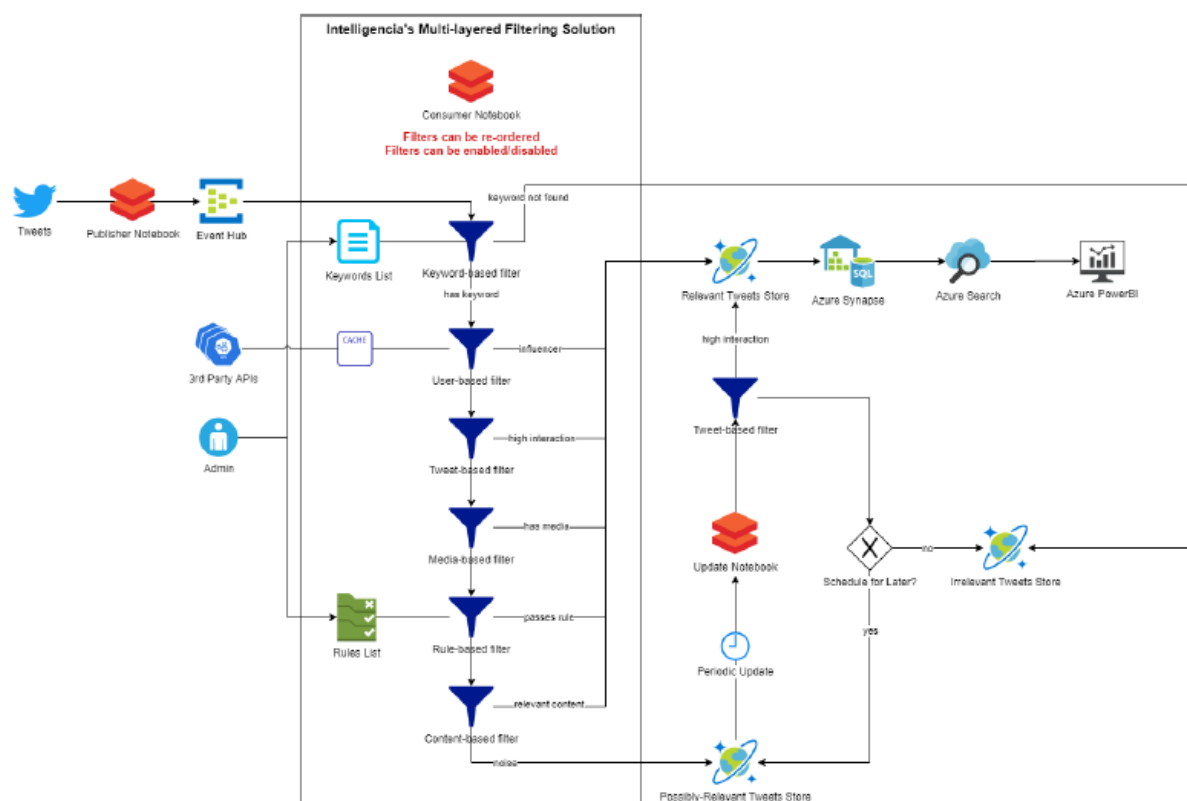 Intelligencia's Multi-layered Filtering Solution
Consumer Notebook
Filters can be re-ordered
Filters can be enabled/disabled
keyword not found
Tweets
Publisher Notebook
Event Hub
Keywords List
Keyword-based filter
has keyword
Relevant Tweets Store
SQL
Azure Synapse
Azure Search
Azure PowerBI
CACHE
influencer
high interaction
3rd Party APIs
User-based filter
Tweet-based filter
high interaction
Admin
Tweet-based filter
has media
Media-based filter
Update Notebook
no
Schedule for Later?
Irrelevant Tweets Store
passes rule
yes
Rules List
Rule-based filter
Periodic Update
relevant content
Content-based filter
noise
Possibly-Relevant Tweets Store